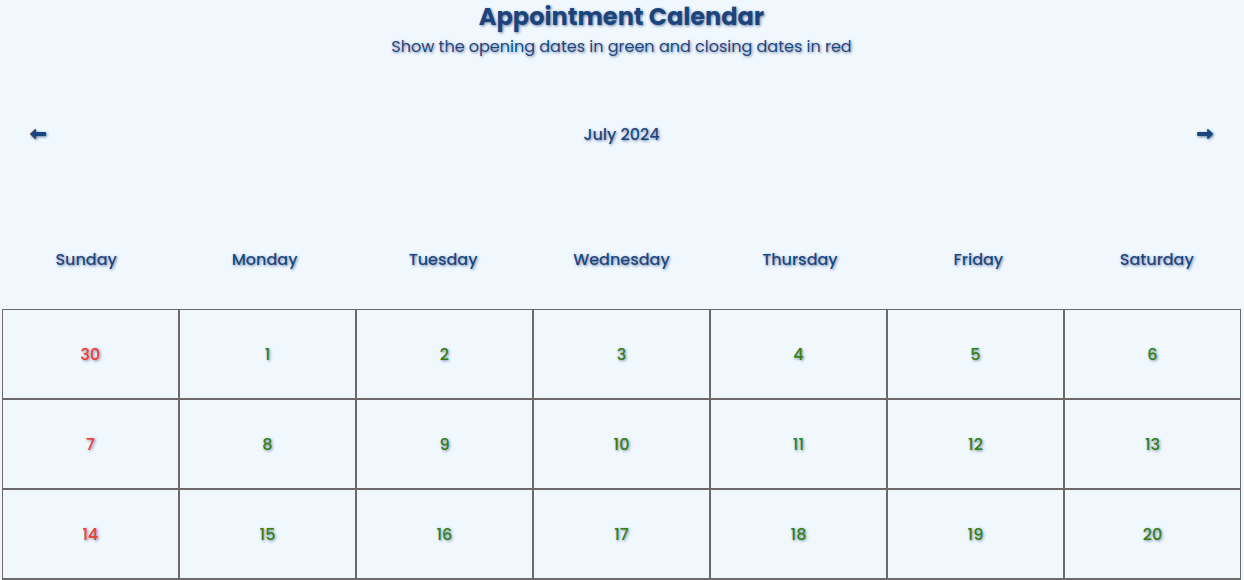 Appointment Calendar
Show the opening dates in green and closing dates in red
July 2024
Sunday Monday Tuesday Wednesday Thursday Friday Saturday
30 1 2 3 4 5 6
7 8 9 10 11 12 13
14 15 16 17 18 19 20